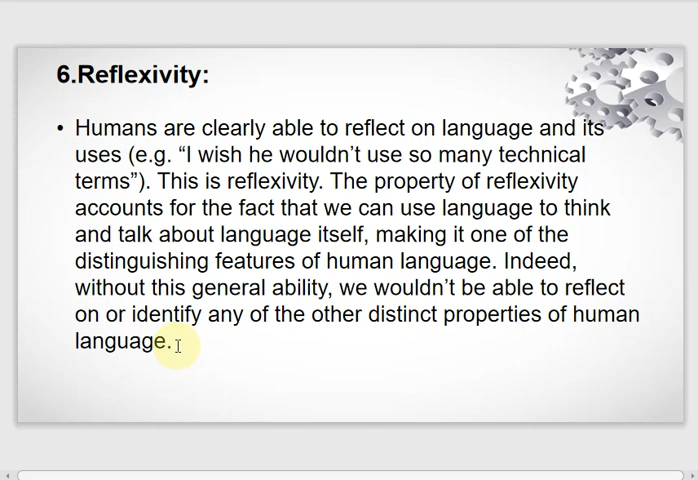 6.Reflexivity:
• Humans are clearly able to reflect on language and its
uses (e.g. “I wish he wouldn’t use so many technical
terms”). This is reflexivity. The property of reflexivity
accounts for the fact that we can use language to think
and talk about language itself, making it one of the
distinguishing features of human language. Indeed,
without this general ability, we wouldn’t be able to reflect
on or identify any of the other distinct properties of human
language.